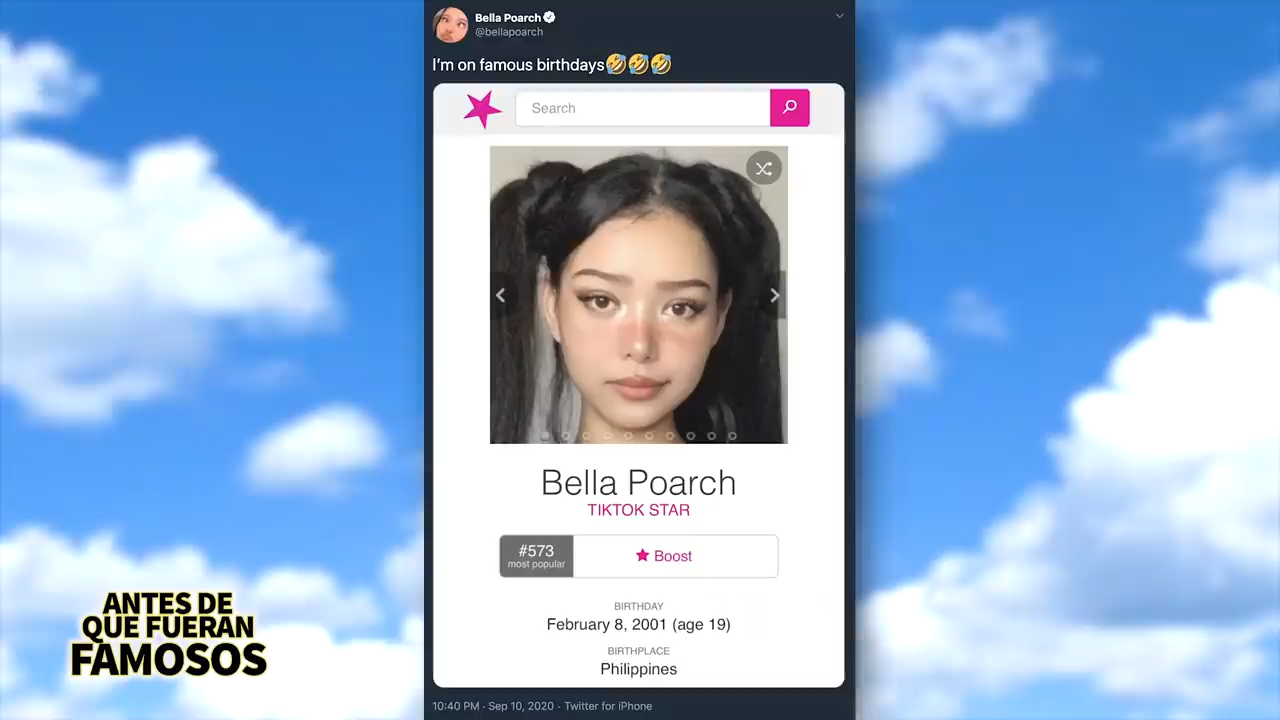 Bella Poarch
@bellapoarch
I'm on famous birthdays🤣🤣🤣
Search
Bella Poarch
TIKTOK STAR
#573
most popular
Boost
BIRTHDAY
February 8, 2001 (age 19)
BIRTHPLACE
Philippines
10:40 PM · Sep 10, 2020 · Twitter for iPhone
ANTES DE
QUE FUERAN
FAMOSOS